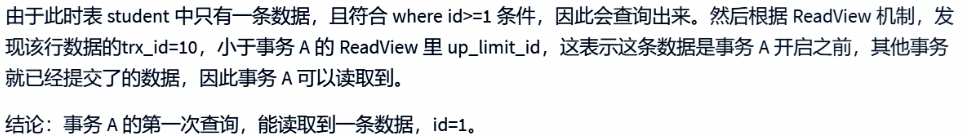 由于此时表 student 中只有一条数据，且符合 where id>=1 条件，因此会查询出来。然后根据 ReadView 机制，发
现该行数据的trx_id=10，小于事务 A 的 ReadView 里 up_limit_id，这表示这条数据是事务 A 开启之前，其他事务
就已经提交了的数据，因此事务 A 可以读取到。
结论：事务 A 的第一次查询，能读取到一条数据，id=1。